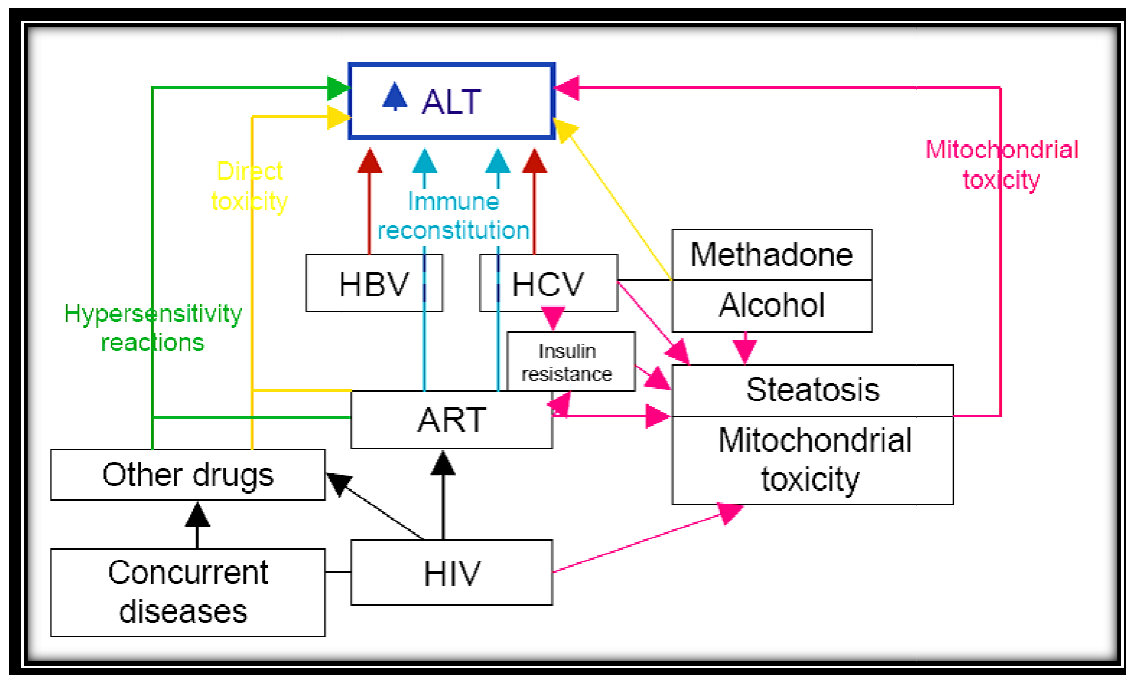 ALT
Direct
toxicity
Mitochondrial
toxicity
Immune
reconstitution
HBV
HCV
Methadone
Alcohol
Hypersensitivity
reactions
Insulin
resistance
Steatosis
ART
Mitochondrial
toxicity
Other drugs
Concurrent
diseases
HIV